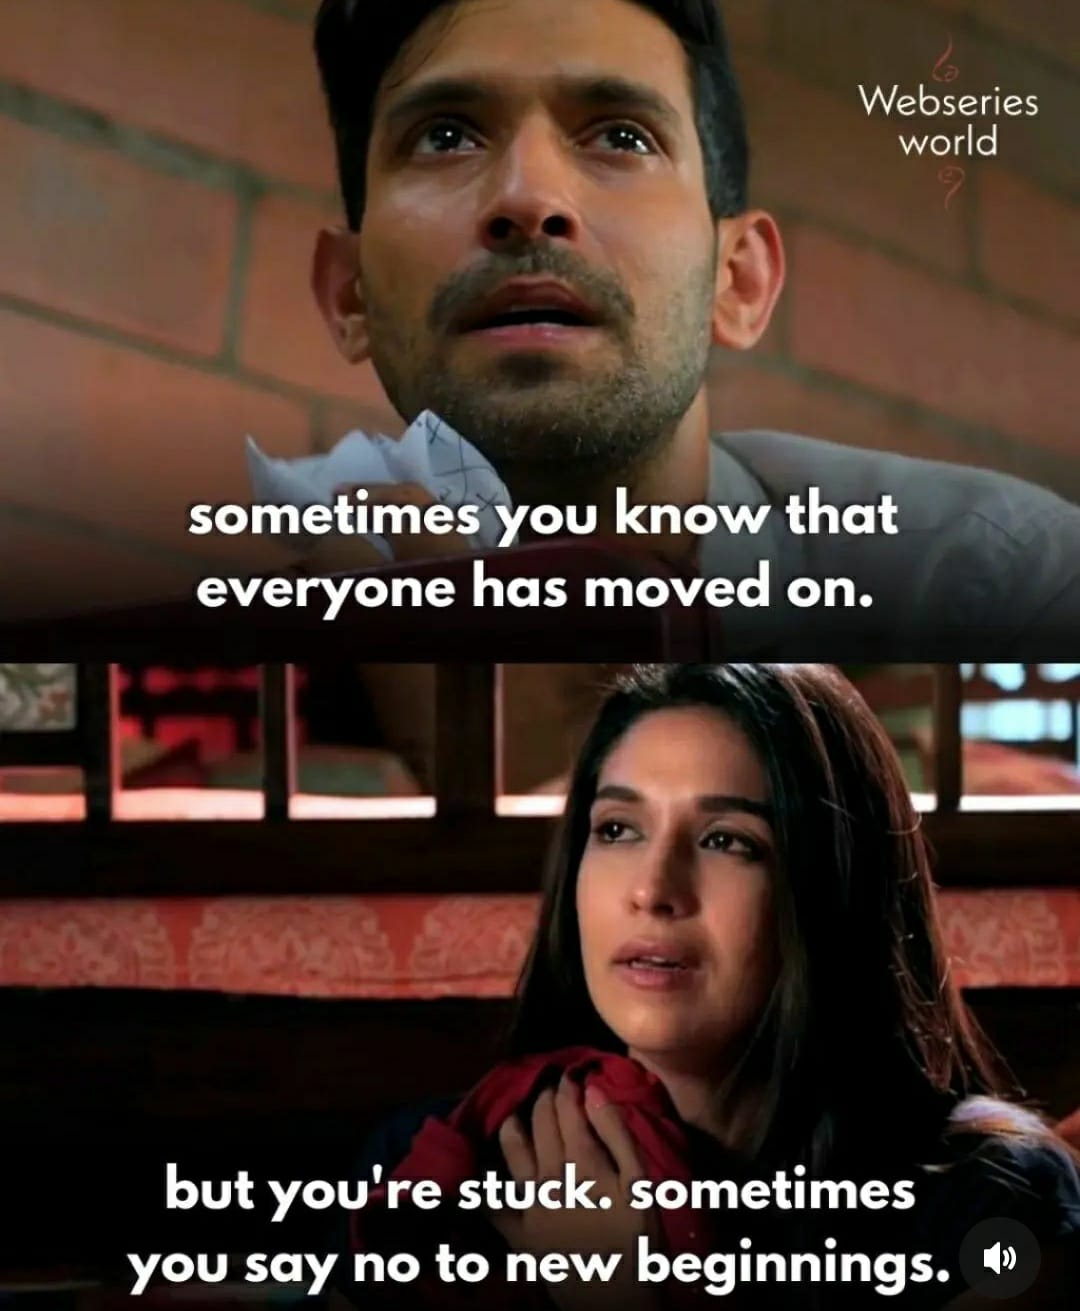 Webseries
world
sometimes you know that
everyone has moved on.
but you're stuck. sometimes
you say no to new beginnings.